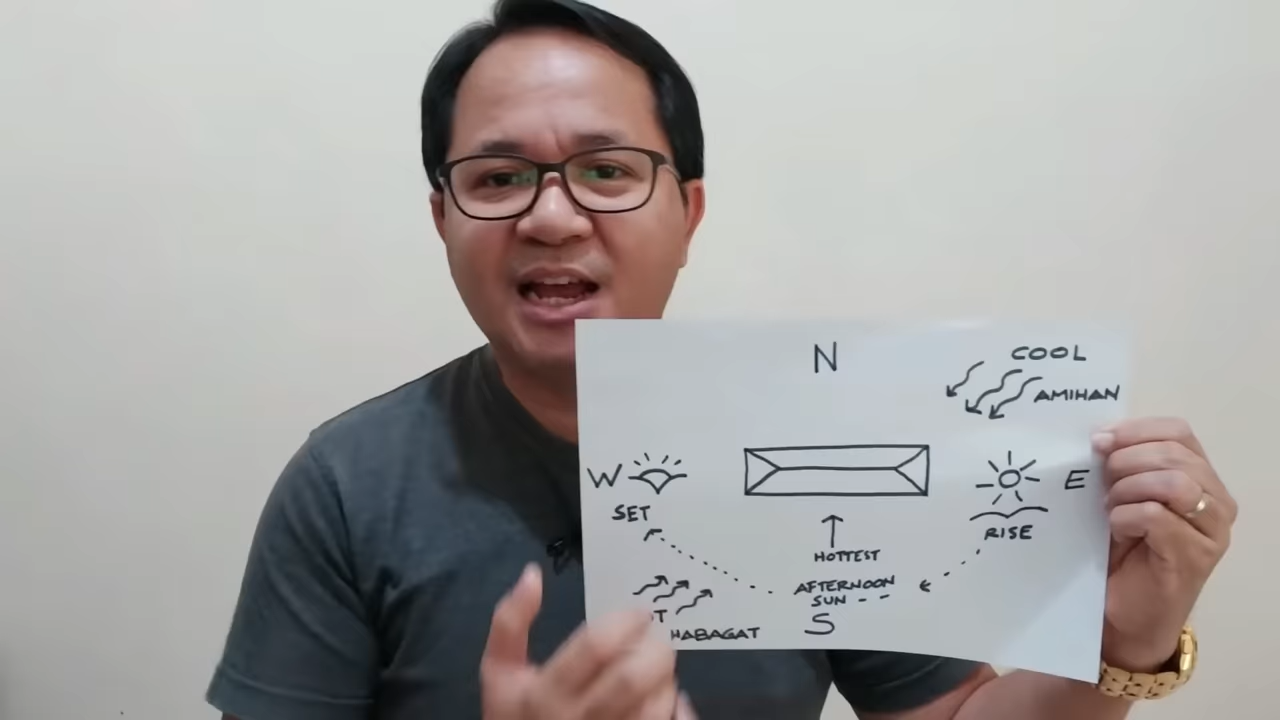 N
COOL
AMIHAN
W
E
SET
RISE
HOTTEST
AFTERNOON
SUN
S
HABAGAT